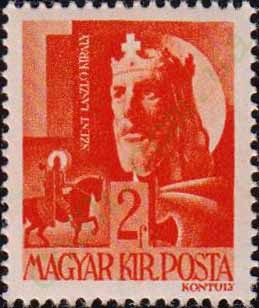 SZENT LÁSZLÓ KIRÁLY
2f
MAGYAR KIR. POSTA
KONTULY